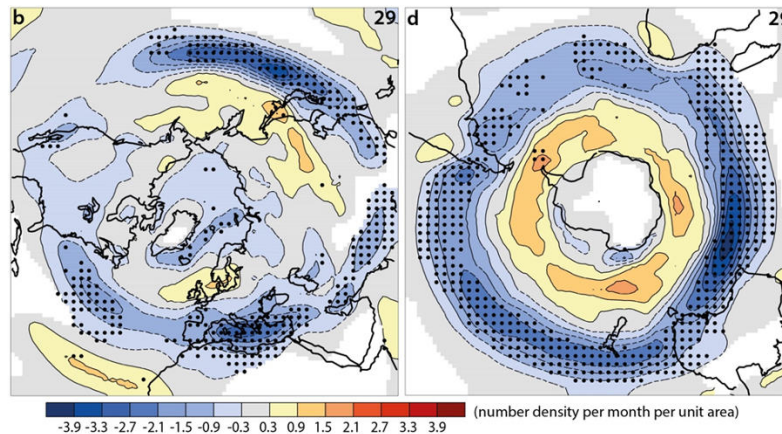 b
29
d
29
-3.9 -3.3 -2.7 -2.1 -1.5 -0.9 -0.3 0.3 0.9 1.5 2.1 2.7 3.3 3.9
(number density per month per unit area)